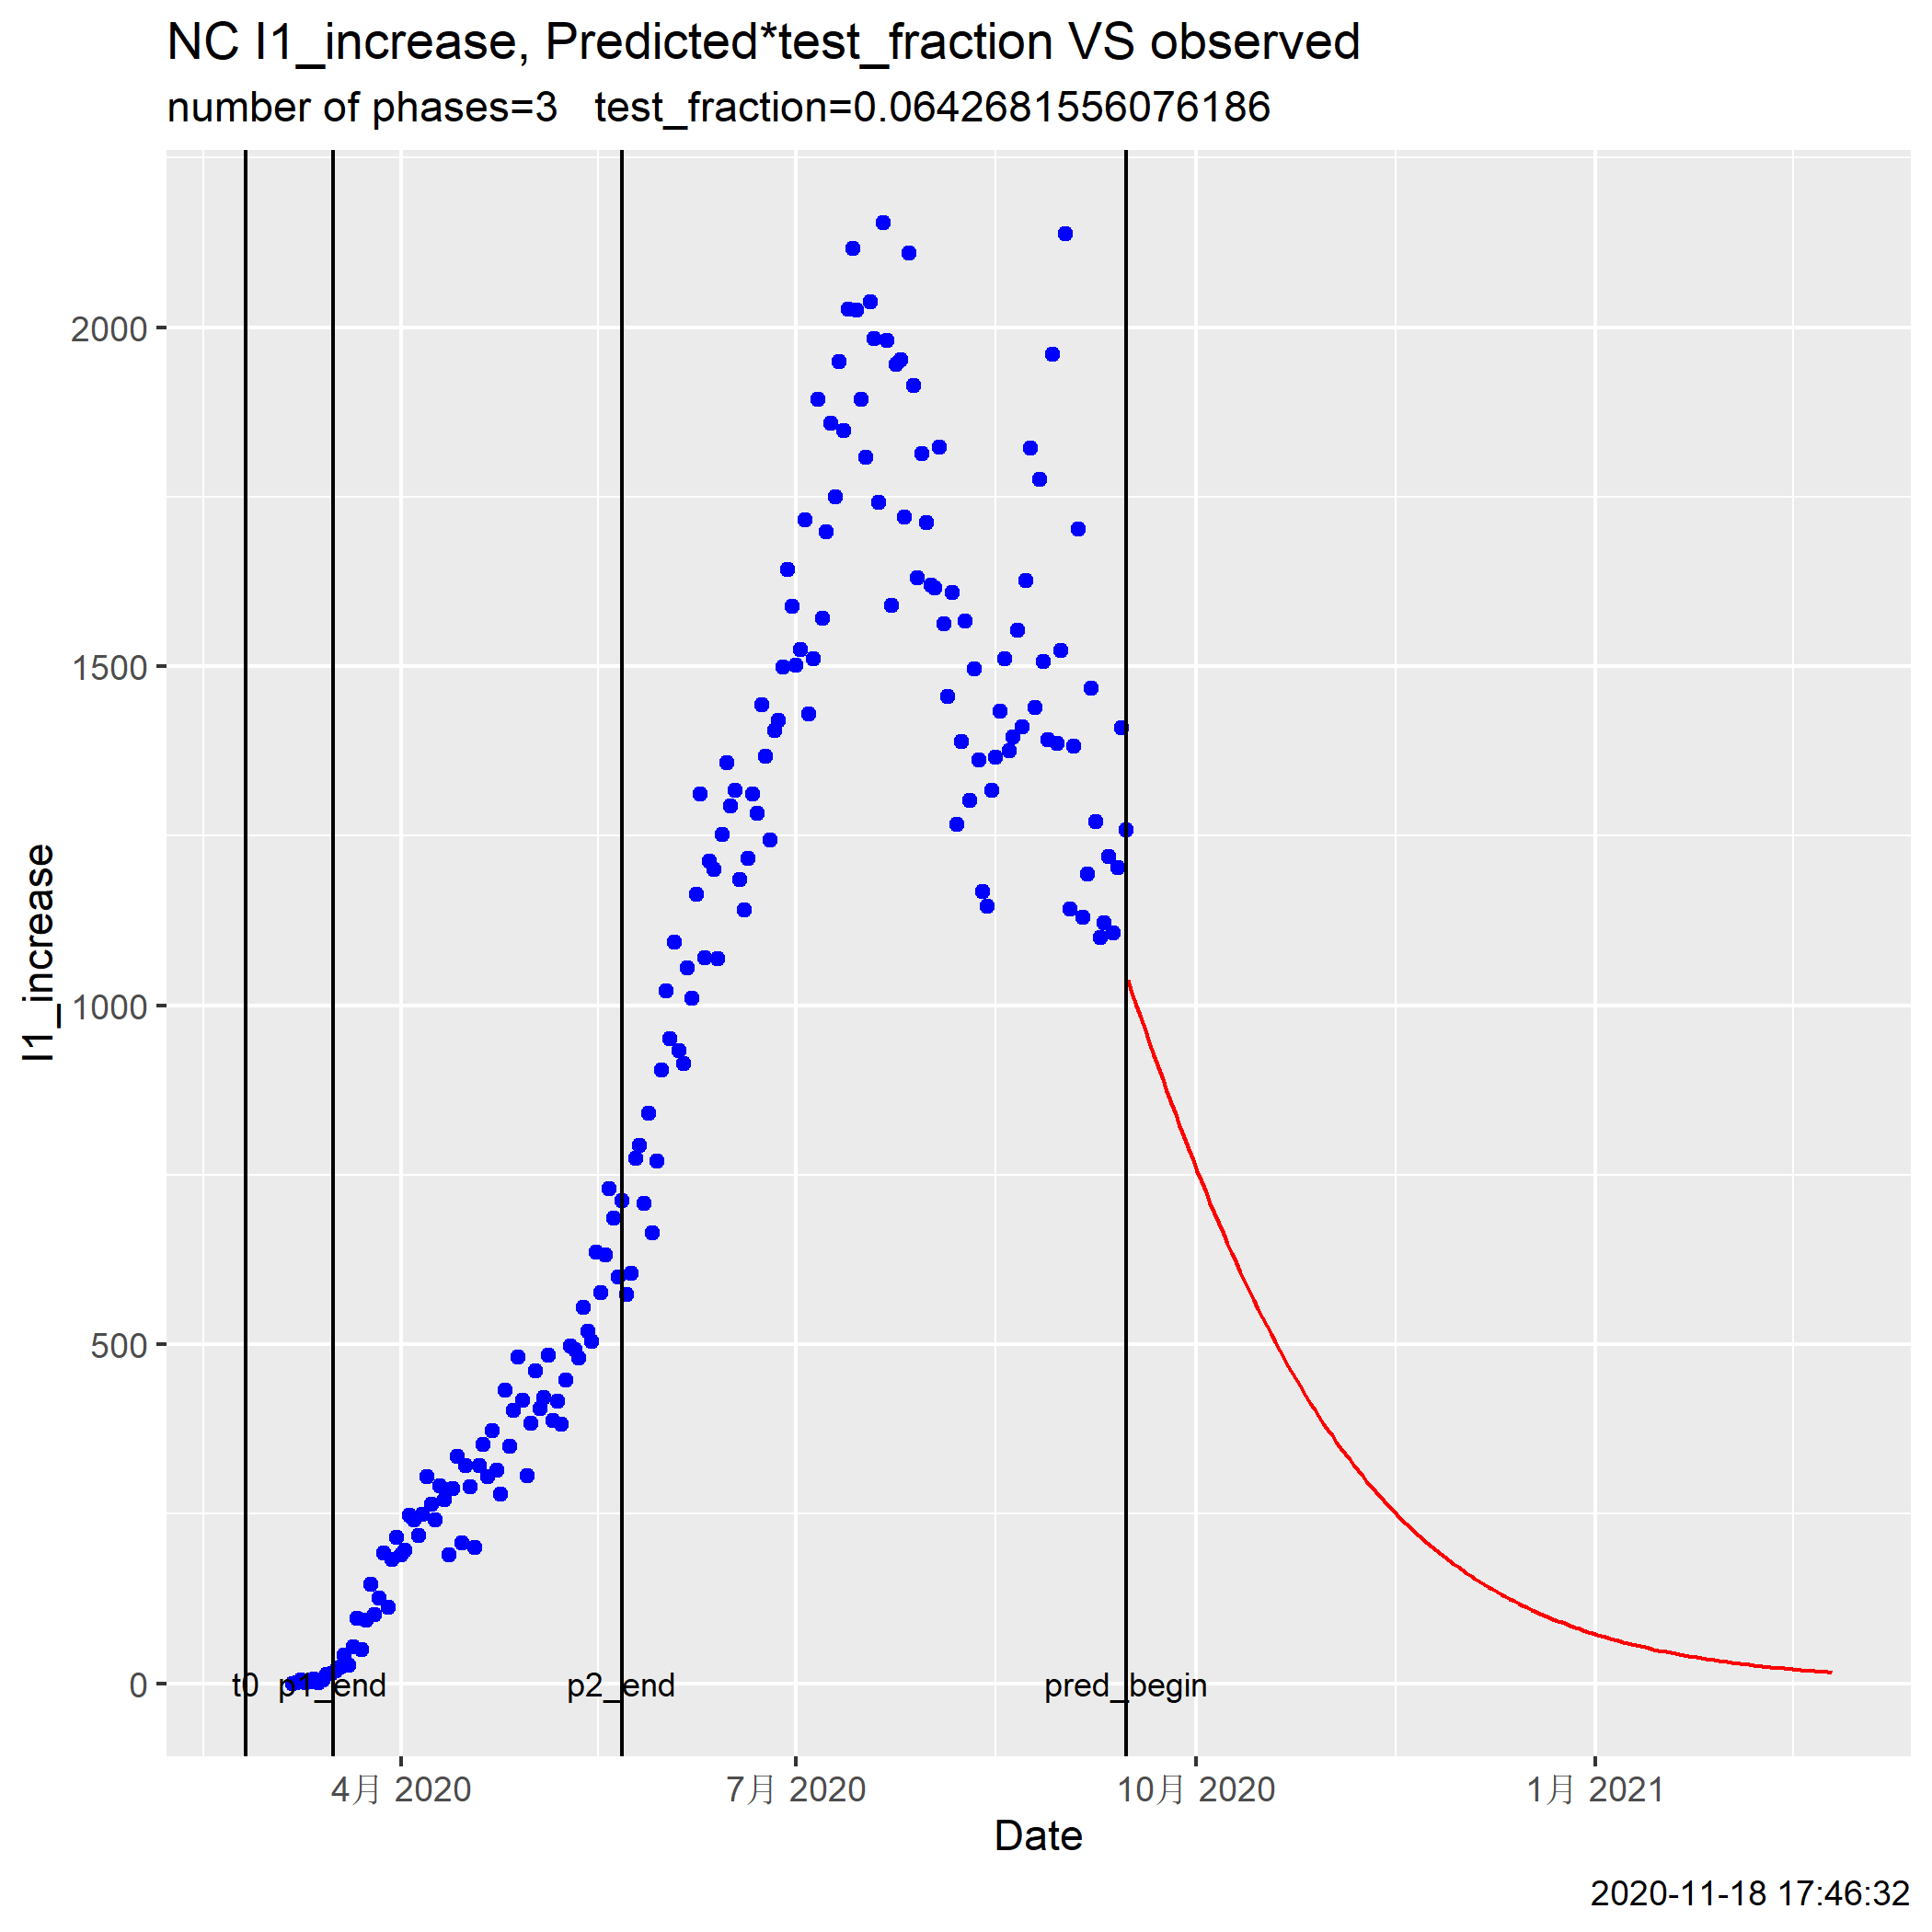 NC I1_increase, Predicted*test_fraction VS observed
number of phases=3   test_fraction=0.0642681556076186
I1_increase
2000
1500
1000
500
0
t0
p1_end
p2_end
pred_begin
4月 2020
7月 2020
10月 2020
1月 2021
Date
2020-11-18 17:46:32